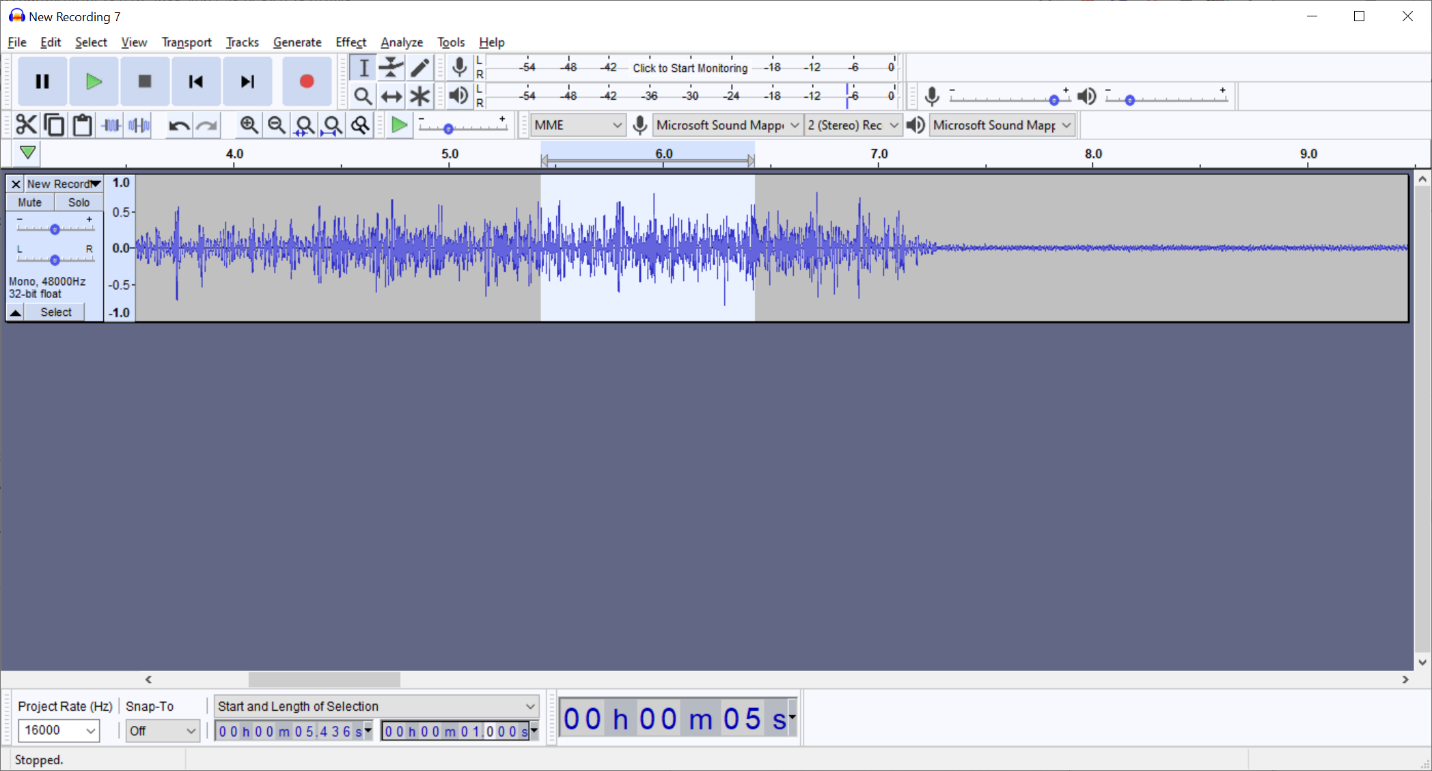 New Recording 7
File Edit Select View Transport Tracks Generate Effect Analyze Tools Help
L R -54 -48 -42 Click to Start Monitoring -18 -12 -6 0
L R -54 -48 -42 -36 -30 -24 -18 -12 -6 0
- +
- +
- +
MME
Microsoft Sound Mapp
2 (Stereo) Rec
Microsoft Sound Mapp
4.0 5.0 6.0 7.0 8.0 9.0
New Record
Mute Solo
- +
L R
Mono, 48000Hz
32-bit float
Select
1.0
0.5
0.0
-0.5
-1.0
Project Rate (Hz) Snap-To Start and Length of Selection
16000 Off 00h00m05.436s 00h00m01.000s
00h00m05s
Stopped.